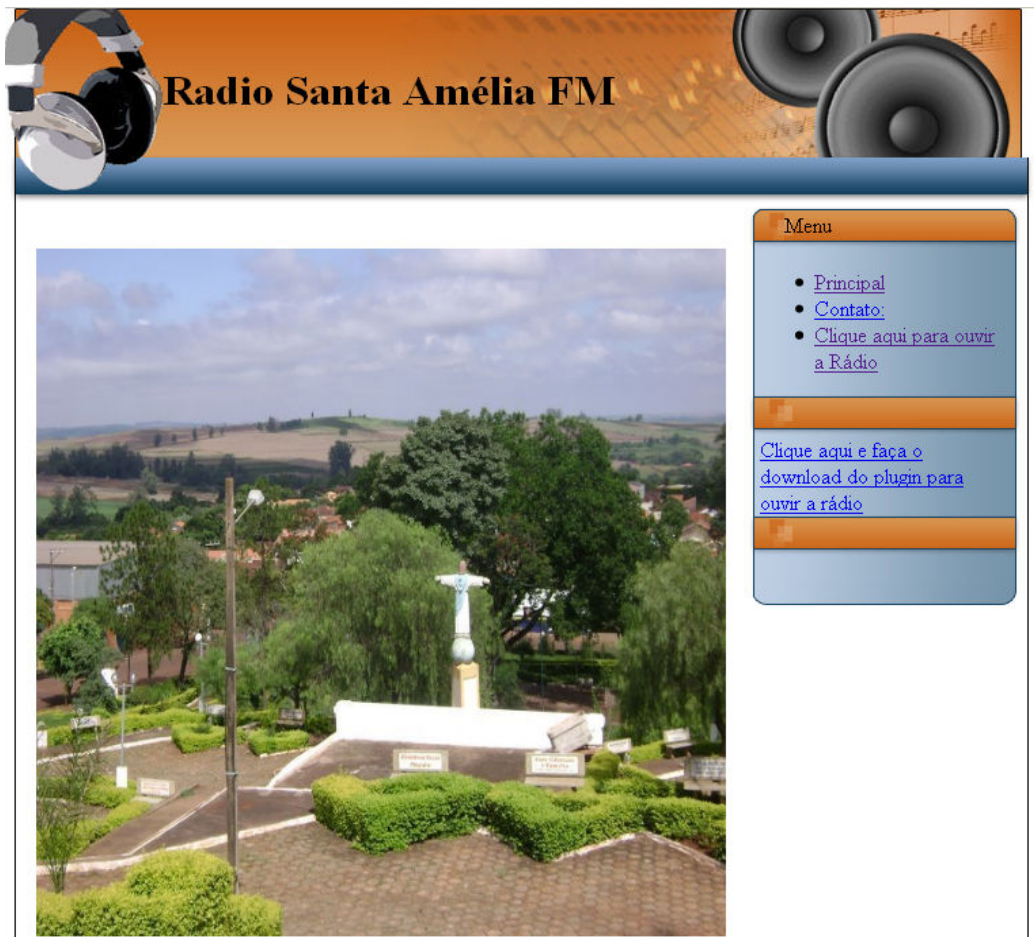 Radio Santa Amélia FM
Menu
Principal
Contato:
Clique aqui para ouvir
a Rádio
Clique aqui e faça o
download do plugin para
ouvir a rádio